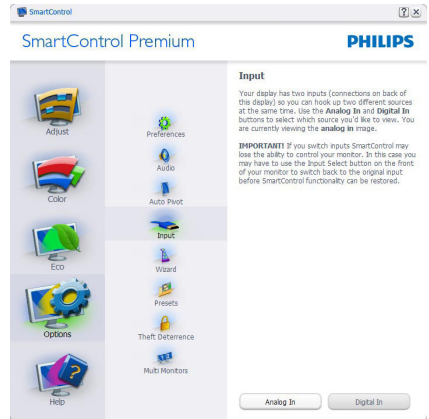 SmartControl
SmartControl Premium
PHILIPS
Adjust
Color
Eco
Options
Help
Preferences
Audio
Auto Pivot
Input
Wizard
Presets
Theft Deterrence
Multi Monitors
Input
Your display has two inputs (connections on back of
this display) so you can hook up two different sources
at the same time. Use the Analog In and Digital In
buttons to select which source you'd like to view. You
are currently viewing the analog in image.
IMPORTANT! If you switch inputs SmartControl may
lose the ability to control your monitor. In this case you
may have to use the Input Select button on the front
of your monitor to switch back to the original input
before SmartControl functionality can be restored.
Analog In
Digital In